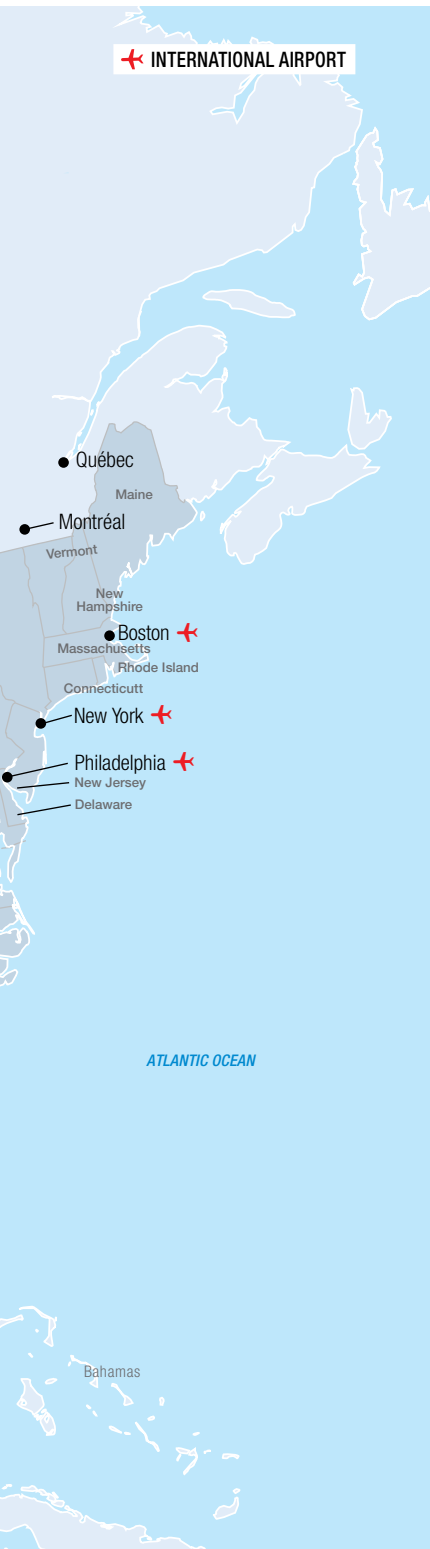 INTERNATIONAL AIRPORT
Québec
Maine
Montréal
Vermont
New
Hampshire
Boston
Massachusetts
Rhode Island
Connecticutt
New York
Philadelphia
New Jersey
Delaware
ATLANTIC OCEAN
Bahamas